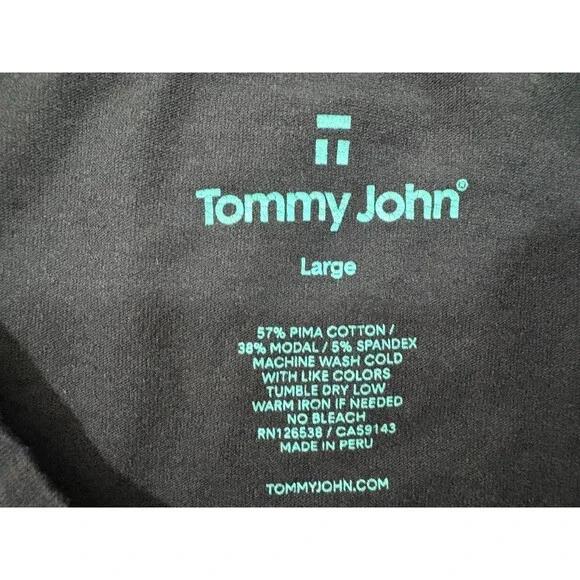 Tommy John®
Large
57% PIMA COTTON /
38% MODAL / 5% SPANDEX
MACHINE WASH COLD
WITH LIKE COLORS
TUMBLE DRY LOW
WARM IRON IF NEEDED
NO BLEACH
RN126538 / CA59143
MADE IN PERU
TOMMYJOHN.COM